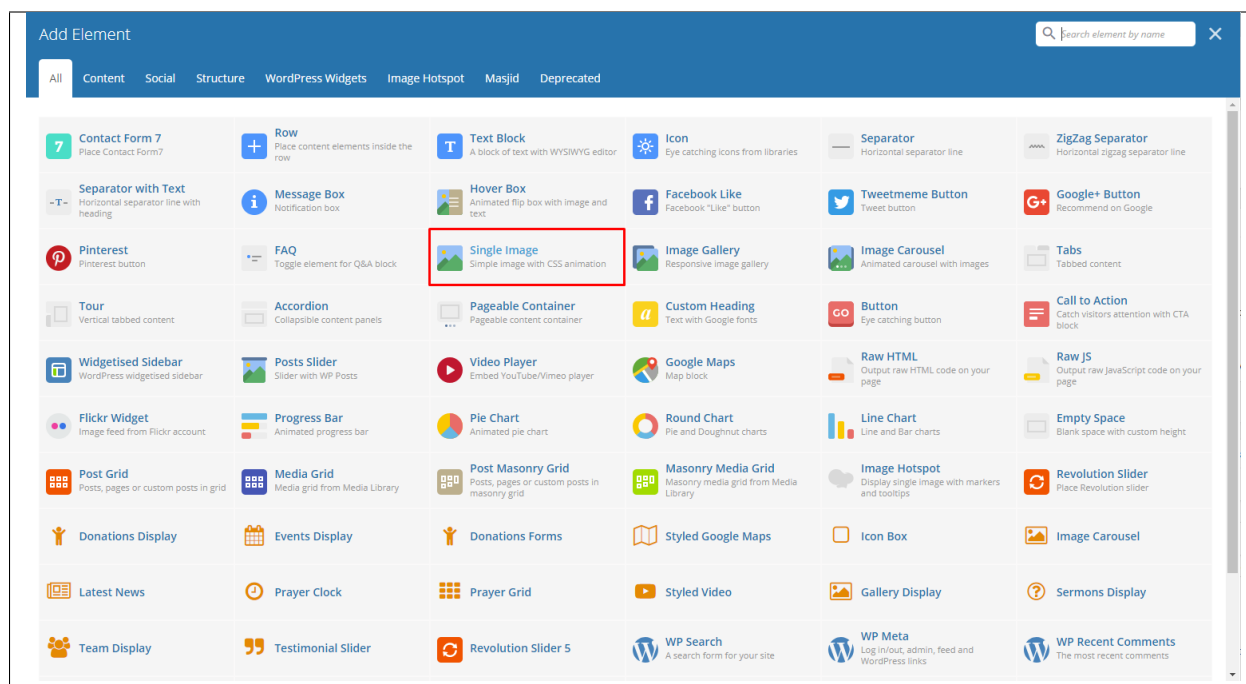 Add Element
Search element by name
All Content Social Structure WordPress Widgets Image Hotspot Masjid Deprecated
7 Contact Form 7
Place Contact Form7
Row
Place content elements inside the
row
T Text Block
A block of text with WYSIWYG editor
Icon
Eye catching icons from libraries
Separator
Horizontal separator line
ZigZag Separator
Horizontal zigzag separator line
-T- Separator with Text
Horizontal separator line with
heading
i Message Box
Notification box
Hover Box
Animated flip box with image and
text
f Facebook Like
Facebook "Like" button
Tweetmeme Button
Tweet button
G+ Google+ Button
Recommend on Google
Pinterest
Pinterest button
FAQ
Toggle element for Q&A block
Single Image
Simple image with CSS animation
Image Gallery
Responsive image gallery
Image Carousel
Animated carousel with images
Tabs
Tabbed content
Tour
Vertical tabbed content
Accordion
Collapsible content panels
Pageable Container
Pageable content container
a Custom Heading
Text with Google fonts
GO Button
Eye catching button
Call to Action
Catch visitors attention with CTA
block
Widgetised Sidebar
WordPress widgetised sidebar
Posts Slider
Slider with WP Posts
Video Player
Embed YouTube/Vimeo player
Google Maps
Map block
Raw HTML
Output raw HTML code on your
page
Raw JS
Output raw JavaScript code on your
page
Flickr Widget
Image feed from Flickr account
Progress Bar
Animated progress bar
Pie Chart
Animated pie chart
Round Chart
Pie and Doughnut charts
Line Chart
Line and Bar charts
Empty Space
Blank space with custom height
Post Grid
Posts, pages or custom posts in grid
Media Grid
Media grid from Media Library
Post Masonry Grid
Posts, pages or custom posts in
masonry grid
Masonry Media Grid
Masonry media grid from Media
Library
Image Hotspot
Display single image with markers
and tooltips
Revolution Slider
Place Revolution slider
Donations Display
Events Display
Donations Forms
Styled Google Maps
Icon Box
Image Carousel
Latest News
Prayer Clock
Prayer Grid
Styled Video
Gallery Display
Sermons Display
Team Display
Testimonial Slider
Revolution Slider 5
WP Search
A search form for your site
WP Meta
Log in/out, admin, feed and
WordPress links
WP Recent Comments
The most recent comments